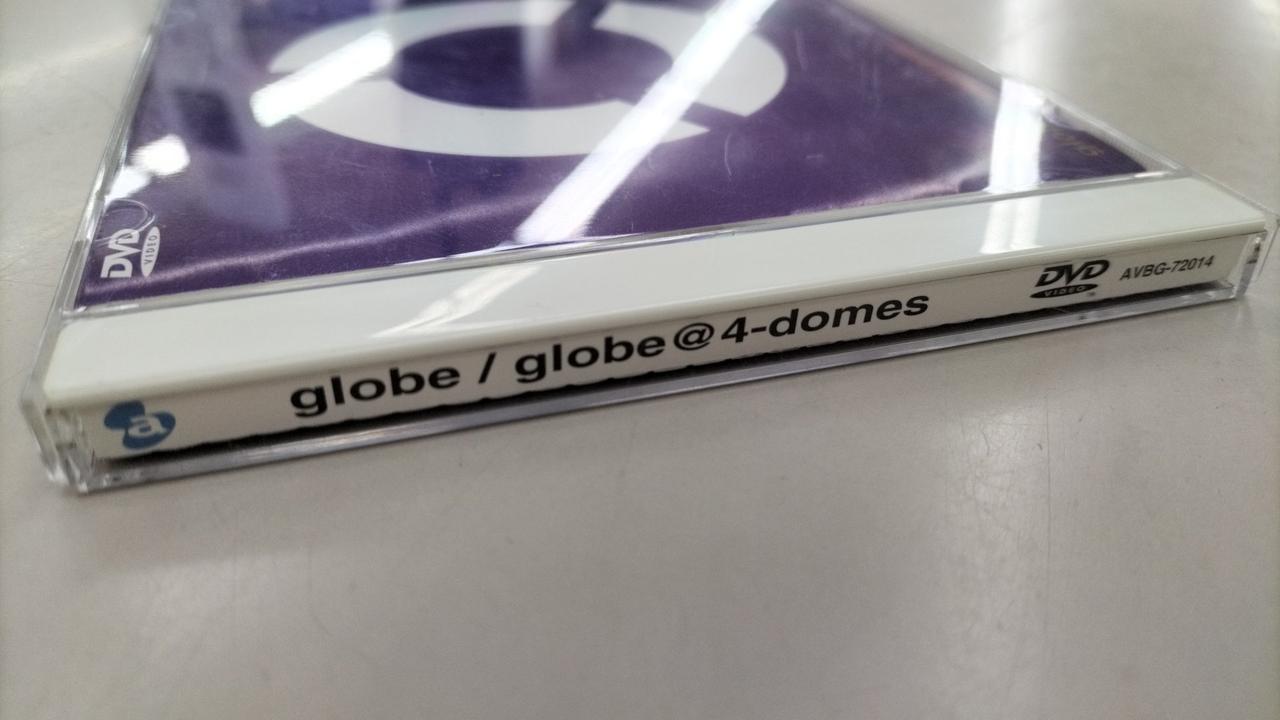 DVD
VIDEO
a
globe / globe@4-domes
DVD
VIDEO
AVBG-72014